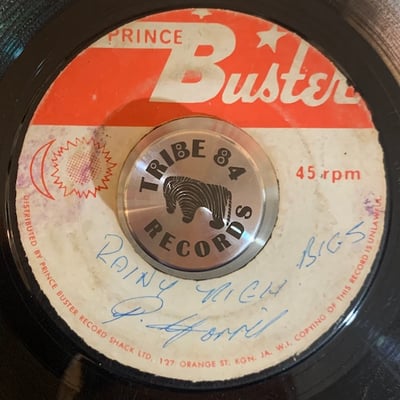 PRINCE
Buster
45 rpm
TRIBE 84
RECORDS
RAINY NIGH BIGS
DISTRIBUTED BY PRINCE BUSTER RECORD SHACK LTD., 127 ORANGE ST. KGN. JA. W.I. COPYING OF THIS RECORD IS UNLAWFUL